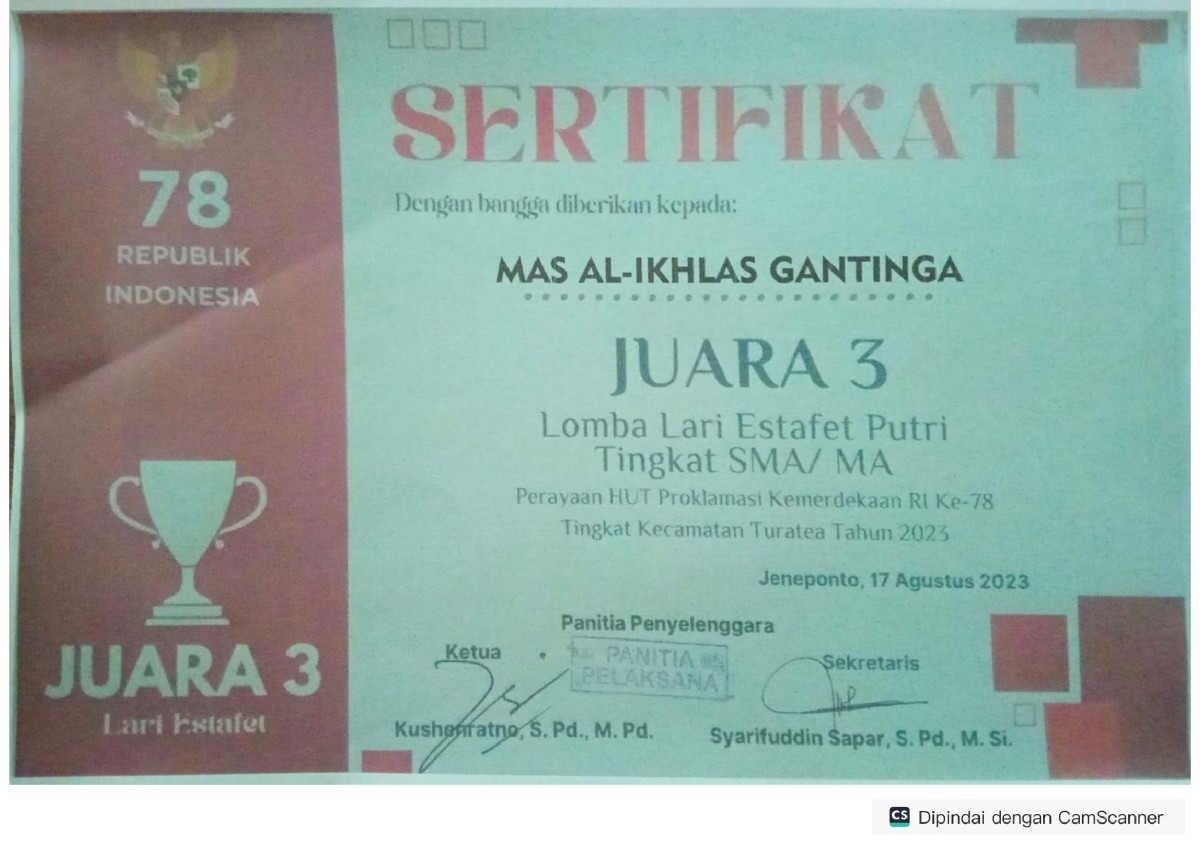 78
REPUBLIK
INDONESIA
JUARA 3
Lari Estafet
SERTIFIKAT
Dengan bangga diberikan kepada:
MAS AL-IKHLAS GANTINGA
JUARA 3
Lomba Lari Estafet Putri
Tingkat SMA/ MA
Perayaan HUT Proklamasi Kemerdekaan RI Ke-78
Tingkat Kecamatan Turatea Tahun 2023
Jeneponto, 17 Agustus 2023
Panitia Penyelenggara
Ketua
PANITIA
PELAKSANA
Sekretaris
Kushenratno, S. Pd., M. Pd.
Syarifuddin Sapar, S. Pd., M. Si.
CS Dipindai dengan CamScanner